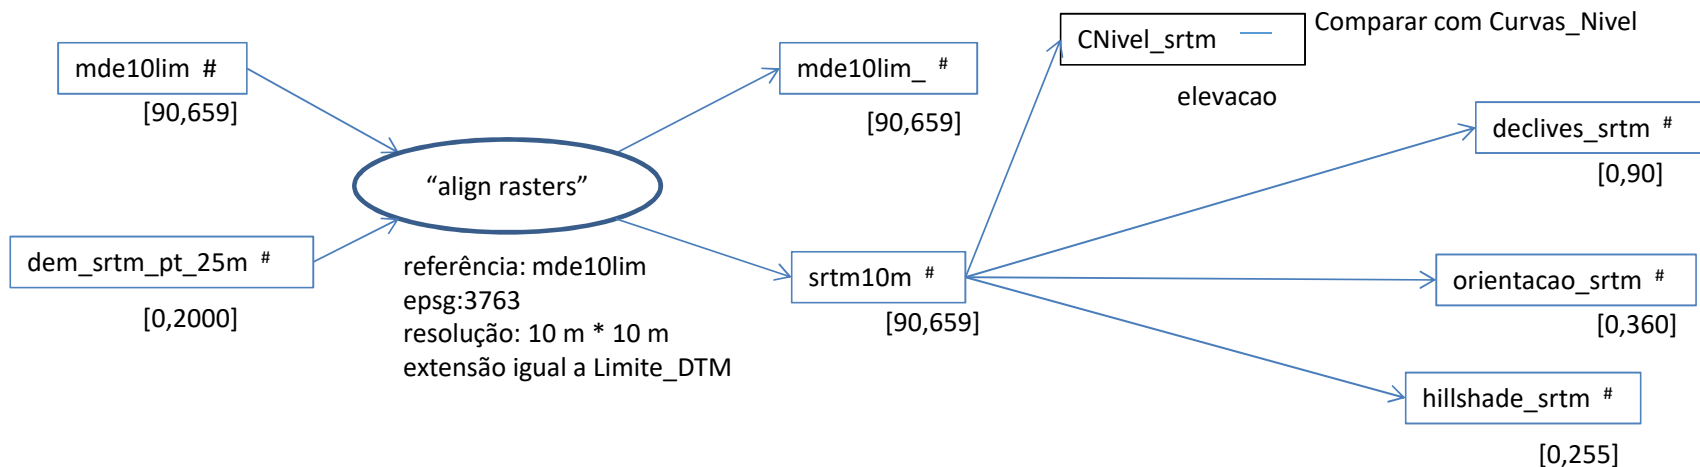 mde10lim #
[90,659]
dem_srtm_pt_25m #
[0,2000]
“align rasters”
referência: mde10lim
epsg:3763
resolução: 10 m * 10 m
extensão igual a Limite_DTM
mde10lim_ #
[90,659]
srtm10m #
[90,659]
CNivel_srtm
elevacao
Comparar com Curvas_Nivel
declives_srtm #
[0,90]
orientacão_srtm #
[0,360]
hillshade_srtm #
[0,255]